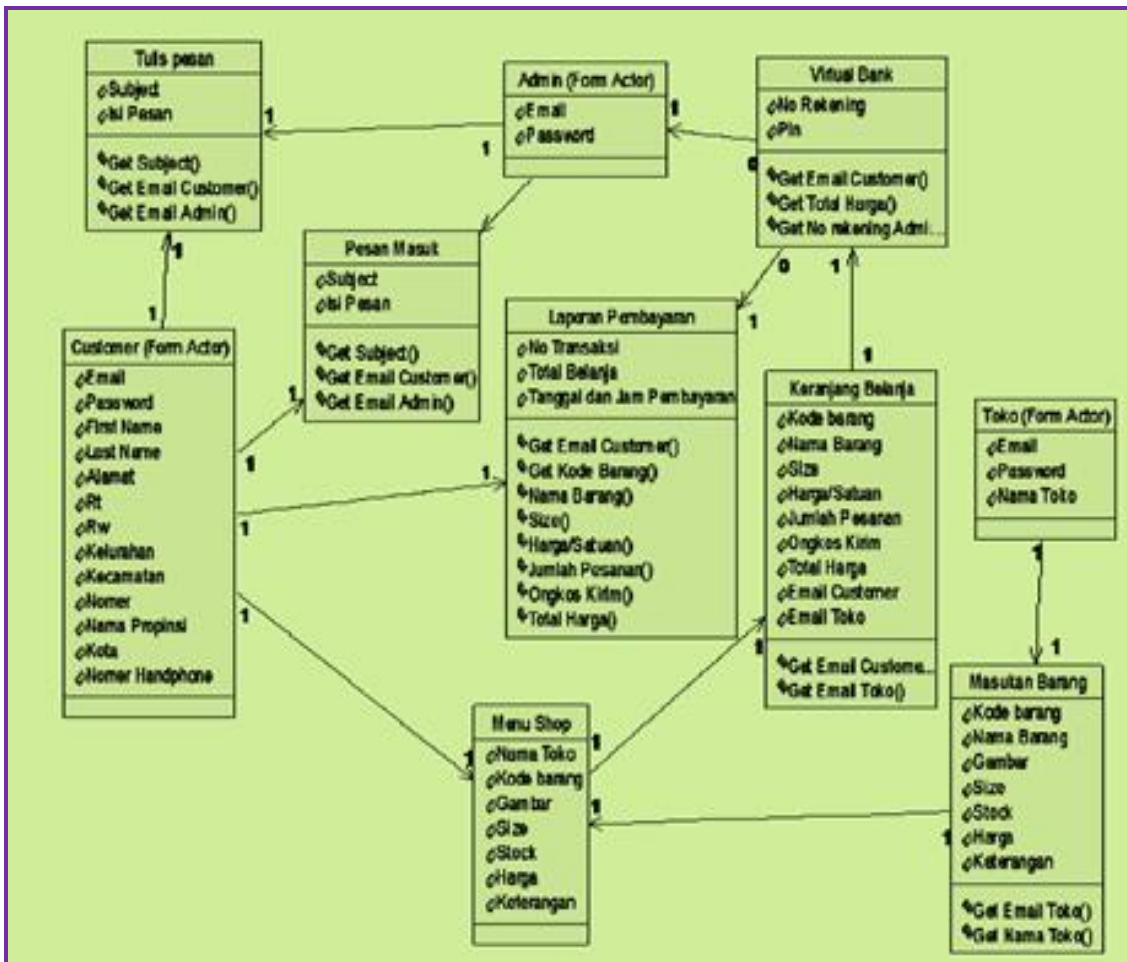 Tulis pesan
Subject
Isi Pesan
Get Subject()
Get Email Customer()
Get Email Admin()
1
1
1
Admin (Form Actor)
Email
Password
1
1
Virtual Bank
No Rekening
Pin
Get Email Customer()
Get Total Harga()
Get No rekening Admi...
0
0
1
Pesan Masuk
Subject
Isi Pesan
Get Subject()
Get Email Customer()
Get Email Admin()
1
Laporan Pembayaran
No Transaksi
Total Belanja
Tanggal dan Jam Pembayaran
Get Email Customer()
Get Kode Barang()
Nama Barang()
Size()
Harga/Satuan()
Jumlah Pesanan()
Ongkos Kirim()
Total Harga()
1
1
Customer (Form Actor)
Email
Password
First Name
Last Name
Alamat
Rt
Rw
Kelurahan
Kecamatan
Nomer
Nama Propinsi
Kota
Nomer Handphone
1
1
1
Keranjang Belanja
Kode barang
Nama Barang
Size
Harga/Satuan
Jumlah Pesanan
Ongkos Kirim
Total Harga
Email Customer
Email Toko
Get Email Custome...
Get Email Toko()
1
1
Toko (Form Actor)
Email
Password
Nama Toko
1
1
Menu Shop
Nama Toko
Kode barang
Gambar
Size
Stock
Harga
Keterangan
1
1
1
Masukan Barang
Kode barang
Nama Barang
Gambar
Size
Stock
Harga
Keterangan
Get Email Toko()
Get Nama Toko()
1